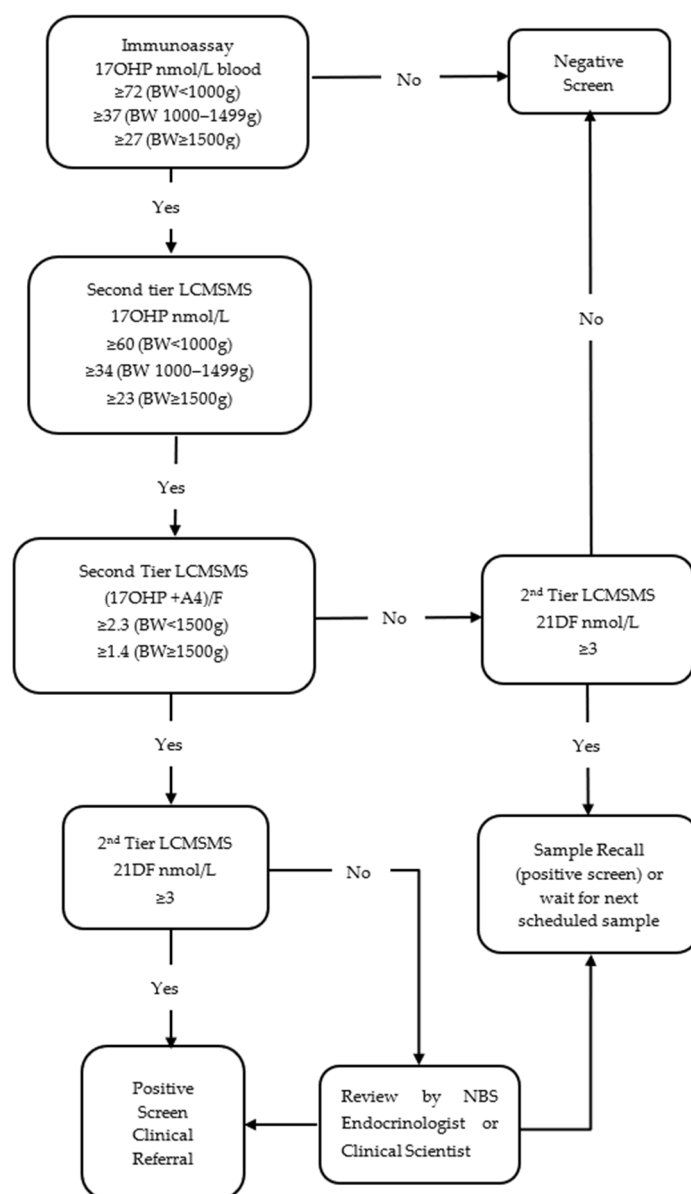 Immunoassay
17OHP nmol/L blood
≥72 (BW<1000g)
≥37 (BW 1000–1499g)
≥27 (BW≥1500g)
No
Negative
Screen
Yes
Second tier LCMSMS
17OHP nmol/L
≥60 (BW<1000g)
≥34 (BW 1000–1499g)
≥23 (BW≥1500g)
No
Yes
Second Tier LCMSMS
(17OHP +A4)/F
≥2.3 (BW<1500g)
≥1.4 (BW≥1500g)
No
2nd Tier LCMSMS
21DF nmol/L
≥3
Yes
Yes
2nd Tier LCMSMS
21DF nmol/L
≥3
No
Sample Recall
(positive screen) or
wait for next
scheduled sample
Yes
Positive
Screen
Clinical
Referral
Review by NBS
Endocrinologist or
Clinical Scientist